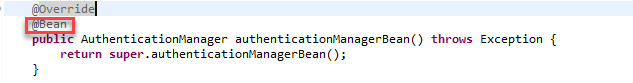 @Override
@Bean
public AuthenticationManager authenticationManagerBean() throws Exception {
    return super.authenticationManagerBean();
}